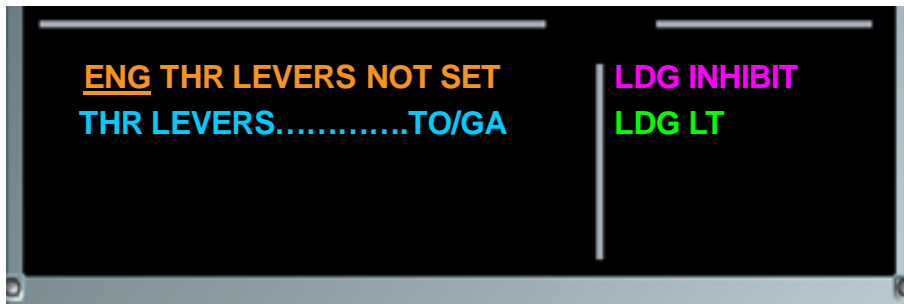 ENG THR LEVERS NOT SET
THR LEVERS………….TO/GA
LDG INHIBIT
LDG LT